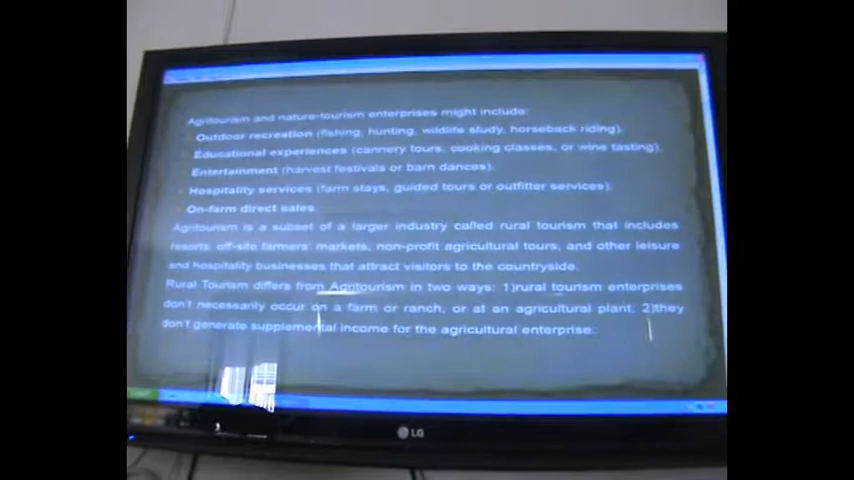 Agritourism and nature-tourism enterprises might include:
Outdoor recreation (fishing, hunting, wildlife study, horseback riding).
Educational experiences (cannery tours, cooking classes, or wine tasting).
Entertainment (harvest festivals or barn dances).
Hospitality services (farm stays, guided tours or outfitter services).
On-farm direct sales.
Agritourism is a subset of a larger industry called rural tourism that includes
resorts, off-site farmers' markets, non-profit agricultural tours, and other leisure
and hospitality businesses that attract visitors to the countryside.
Rural Tourism differs from Agritourism in two ways: 1)rural tourism enterprises
don't necessarily occur on a farm or ranch, or at an agricultural plant; 2)they
don't generate supplemental income for the agricultural enterprise.
LG